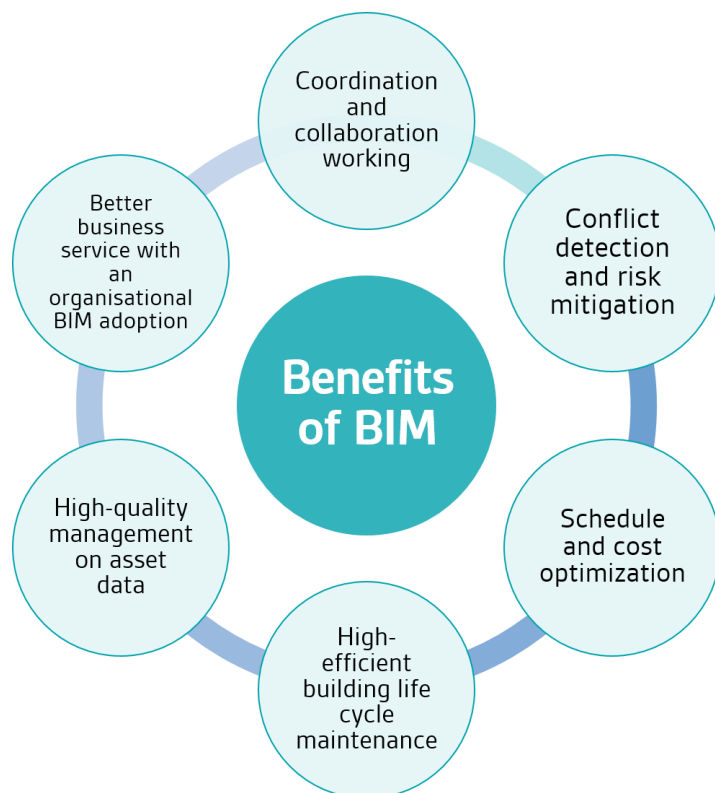 Coordination
and
collaboration
working
Conflict
detection
and risk
mitigation
Schedule
and cost
optimization
High-
efficient
building life
cycle
maintenance
High-quality
management
on asset
data
Better
business
service with
an
organisational
BIM adoption
Benefits
of BIM